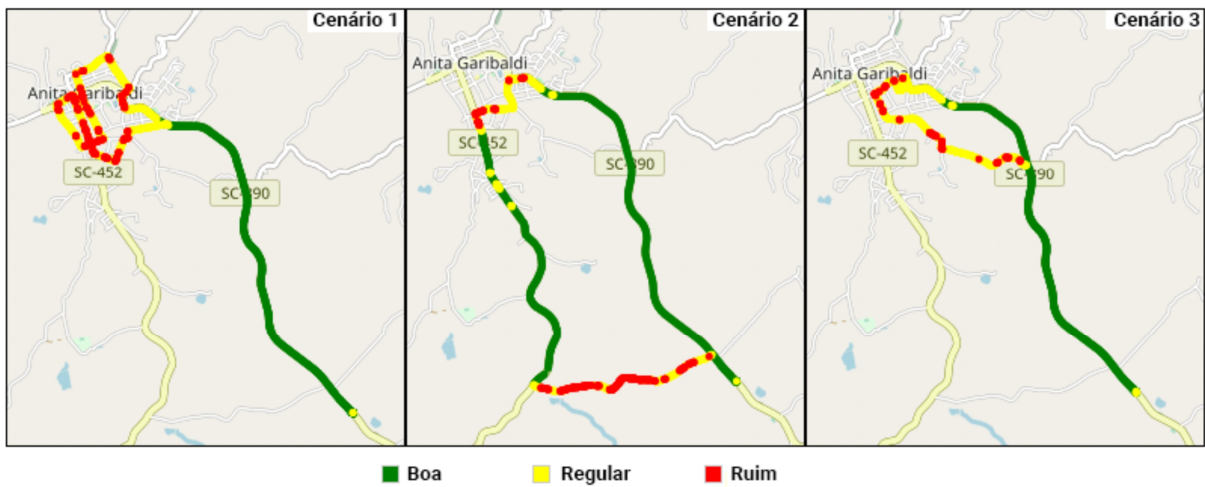 Cenário 1
Cenário 2
Cenário 3
Anita Garibaldi
Anita Garibaldi
Anita Garibaldi
SC-452
SC-452
SC-452
SC-390
SC-390
SC-390
Boa
Regular
Ruim